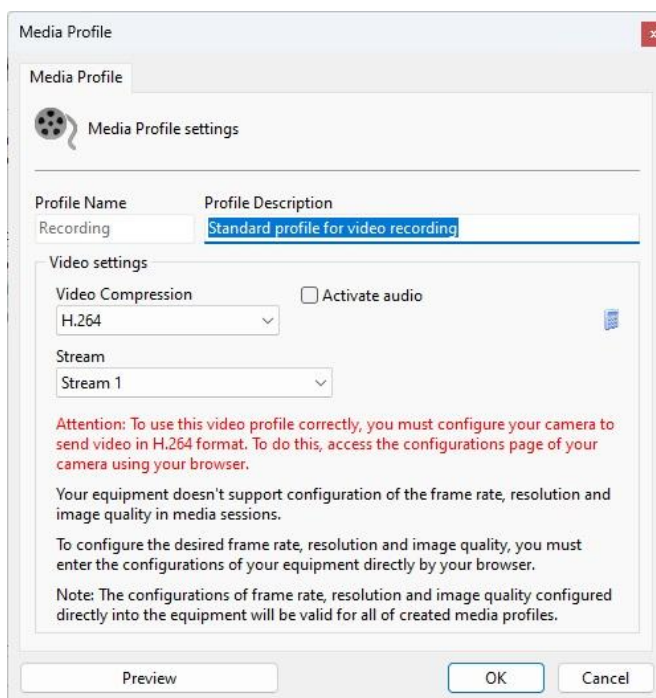 Media Profile
Media Profile
Media Profile settings
Profile Name
Profile Description
Recording
Standard profile for video recording
Video settings
Video Compression
Activate audio
H.264
Stream
Stream 1
Attention: To use this video profile correctly, you must configure your camera to
send video in H.264 format. To do this, access the configurations page of your
camera using your browser.
Your equipment doesn't support configuration of the frame rate, resolution and
image quality in media sessions.
To configure the desired frame rate, resolution and image quality, you must
enter the configurations of your equipment directly by your browser.
Note: The configurations of frame rate, resolution and image quality configured
directly into the equipment will be valid for all of created media profiles.
Preview
OK
Cancel